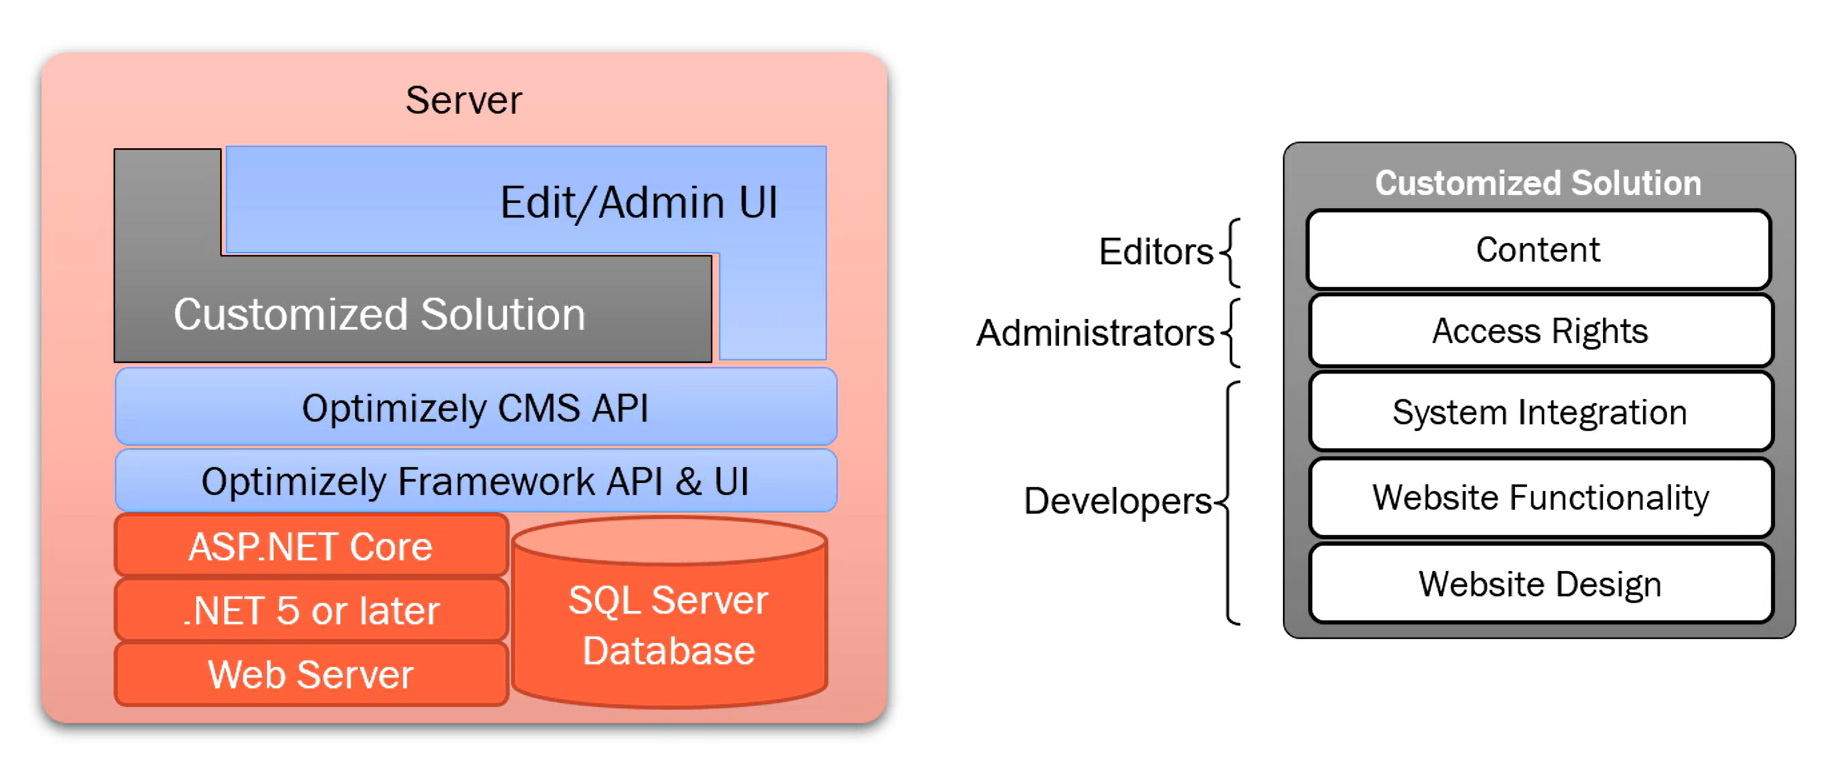 Server
Edit/Admin UI
Customized Solution
Optimizely CMS API
Optimizely Framework API & UI
ASP.NET Core
.NET 5 or later
Web Server
SQL Server
Database
Editors
Administrators
Developers
Customized Solution
Content
Access Rights
System Integration
Website Functionality
Website Design